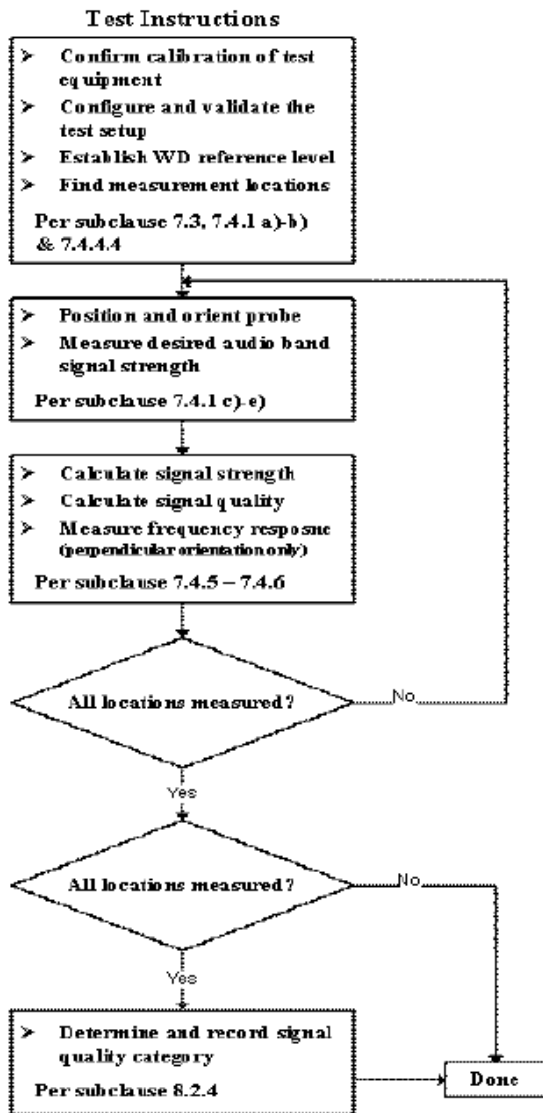 Test Instructions
➤ Confirm calibration of test
equipment
➤ Configure and validate the
test setup
➤ Establish WD reference level
➤ Find measurement locations
Per subclause 7.3, 7.4.1 a)-b)
& 7.4.4.4
➤ Position and orient probe
➤ Measure desired audio band
signal strength
Per subclause 7.4.1 c)-e)
➤ Calculate signal strength
➤ Calculate signal quality
➤ Measure frequency resposne
(perpendicular orientation only)
Per subclause 7.4.5 – 7.4.6
All locations measured?
No
Yes
All locations measured?
No
Yes
➤ Determine and record signal
quality category
Per subclause 8.2.4
Done